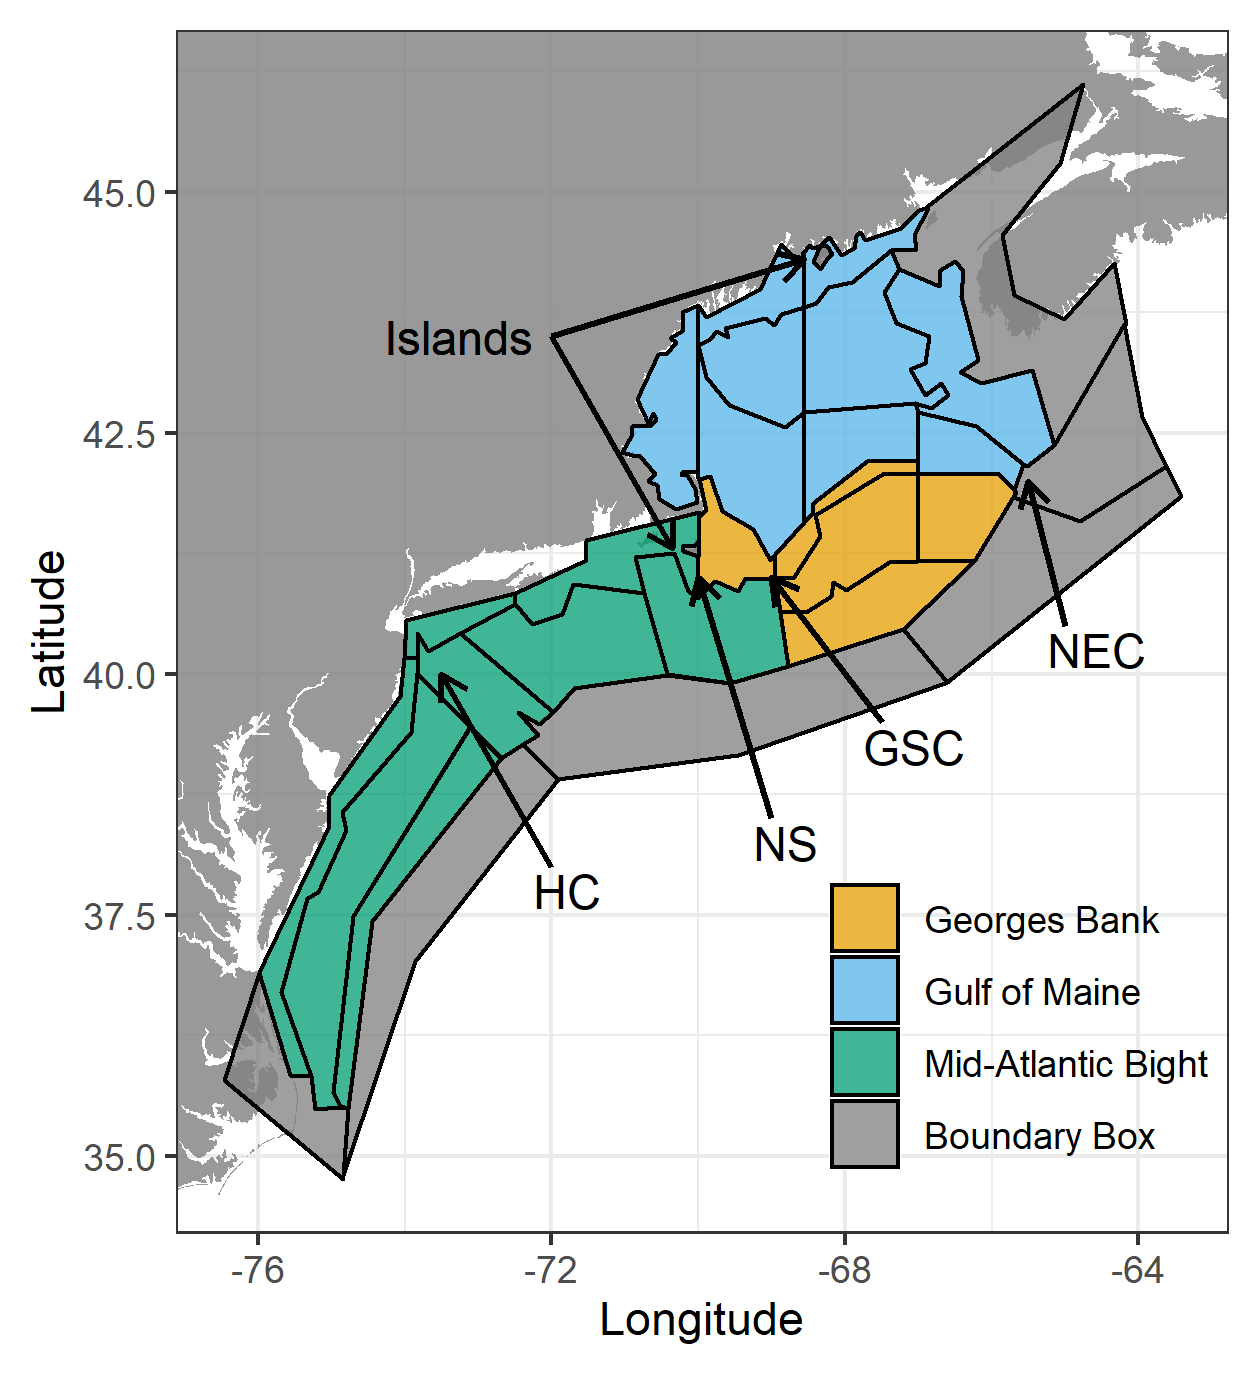 45.0
Islands
42.5
40.0
NEC
GSC
NS
HC
37.5
35.0
Latitude
Georges Bank
Gulf of Maine
Mid-Atlantic Bight
Boundary Box
-76
-72
-68
-64
Longitude